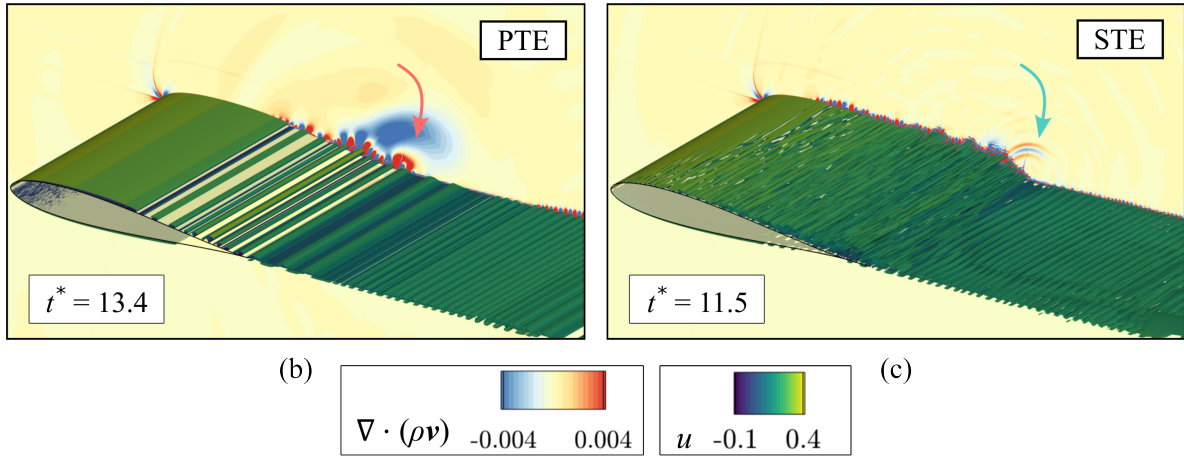 PTE
STE
t* = 13.4
t* = 11.5
(b)
(c)
∇ · (ρv)
-0.004 0.004
u -0.1 0.4